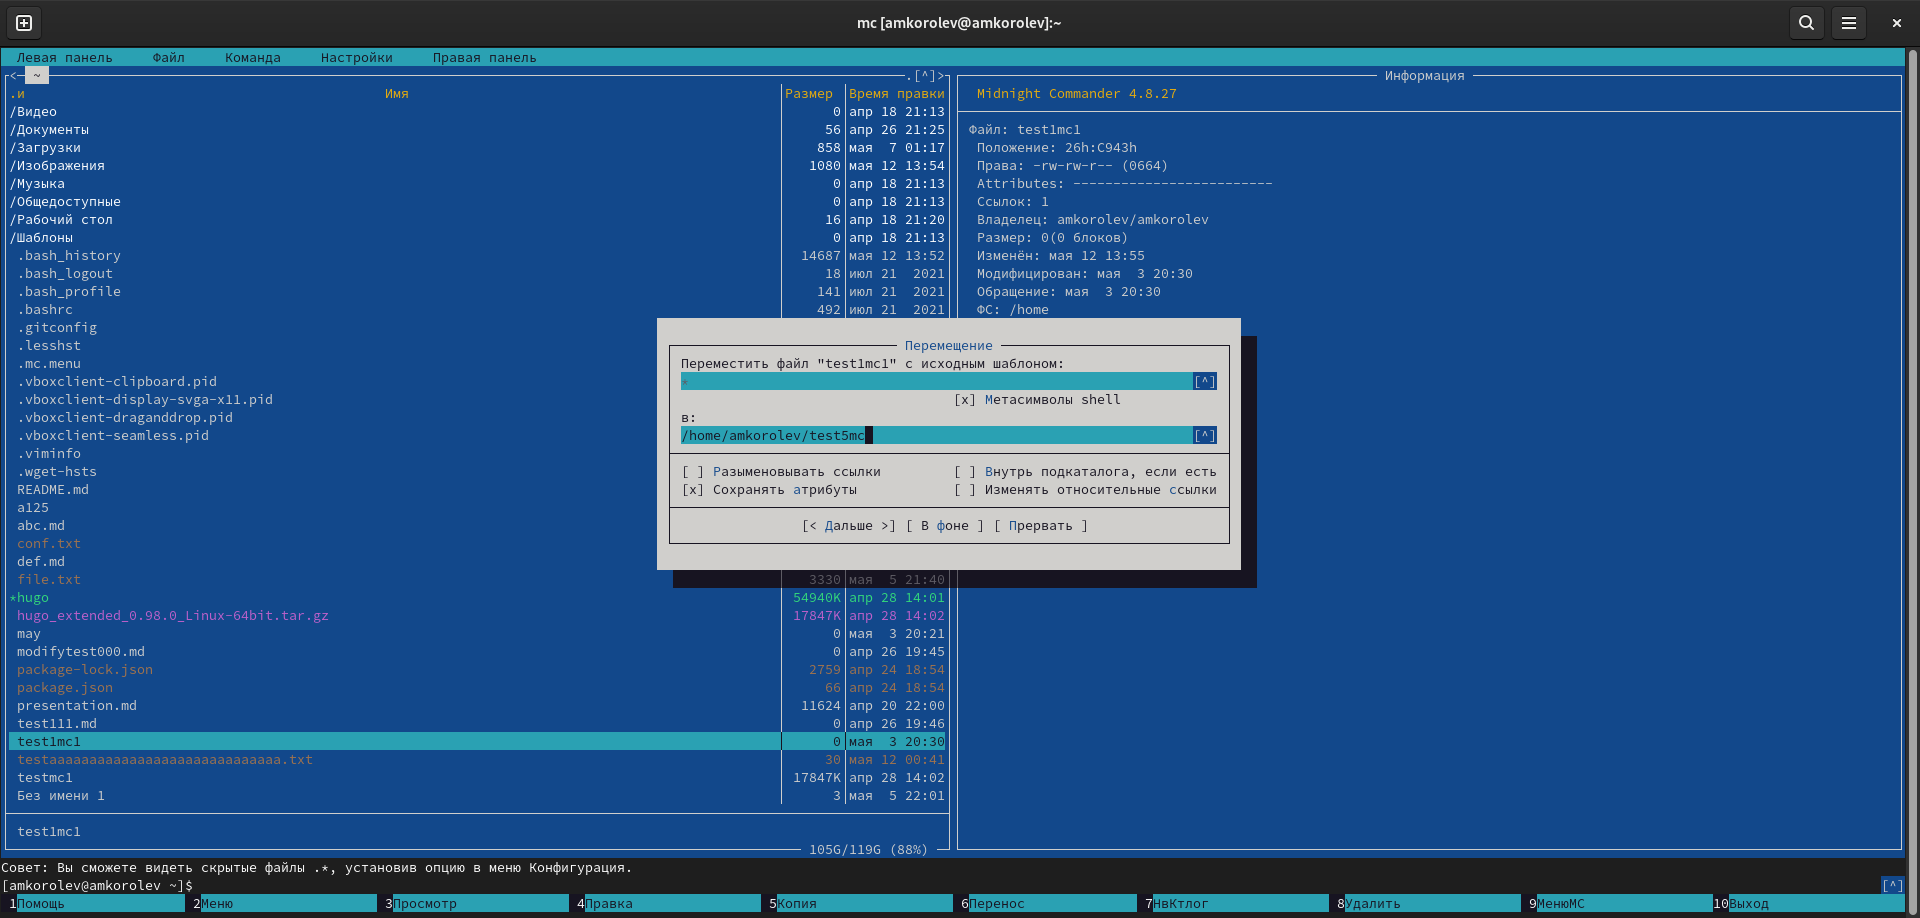 mc [amkorolev@amkorolev]:~
Левая панель Файл Команда Настройки Правая панель
<─ ~ .[^]> Информация
.и Имя Размер Время правки Midnight Commander 4.8.27
/Видео 0 апр 18 21:13
/Документы 56 апр 26 21:25 Файл: test1mc1
/Загрузки 858 мая 7 01:17 Положение: 26h:C943h
/Изображения 1080 мая 12 13:54 Права: -rw-rw-r-- (0664)
/Музыка 0 апр 18 21:13 Attributes: -------------------------
/Общедоступные 0 апр 18 21:13 Ссылок: 1
/Рабочий стол 16 апр 18 21:20 Владелец: amkorolev/amkorolev
/Шаблоны 0 апр 18 21:13 Размер: 0(0 блоков)
.bash_history 14687 мая 12 13:52 Изменён: мая 12 13:55
.bash_logout 18 июл 21 2021 Модифицирован: мая 3 20:30
.bash_profile 141 июл 21 2021 Обращение: мая 3 20:30
.bashrc 492 июл 21 2021 ФС: /home
.gitconfig
.lesshst
.mc.menu
.vboxclient-clipboard.pid
.vboxclient-display-svga-x11.pid
.vboxclient-draganddrop.pid
.vboxclient-seamless.pid
.viminfo
.wget-hsts
README.md
a125
abc.md
conf.txt
def.md
Перемещение
Переместить файл "test1mc1" с исходным шаблоном:
* [^]
[x] Метасимволы shell
в:
/home/amkorolev/test5mc [^]
[ ] Разыменовывать ссылки [ ] Внутрь подкаталога, если есть
[x] Сохранять атрибуты [ ] Изменять относительные ссылки
[< Дальше >] [ В фоне ] [ Прервать ]
file.txt 3330 мая 5 21:40
*hugo 54940K апр 28 14:01
hugo_extended_0.98.0_Linux-64bit.tar.gz 17847K апр 28 14:02
may 0 мая 3 20:21
modifytest000.md 0 апр 26 19:45
package-lock.json 2759 апр 24 18:54
package.json 66 апр 24 18:54
presentation.md 11624 апр 20 22:00
test111.md 0 апр 26 19:46
test1mc1 0 мая 3 20:30
testaaaaaaaaaaaaaaaaaaaaaaaaaaaaa.txt 30 мая 12 00:41
testmc1 17847K апр 28 14:02
Без имени 1 3 мая 5 22:01
test1mc1
105G/119G (88%)
Совет: Вы сможете видеть скрытые файлы .*, установив опцию в меню Конфигурация.
[amkorolev@amkorolev ~]$ [^]
1Помощь 2Меню 3Просмотр 4Правка 5Копия 6Перенос 7НвКтлог 8Удалить 9МенюМС 10Выход